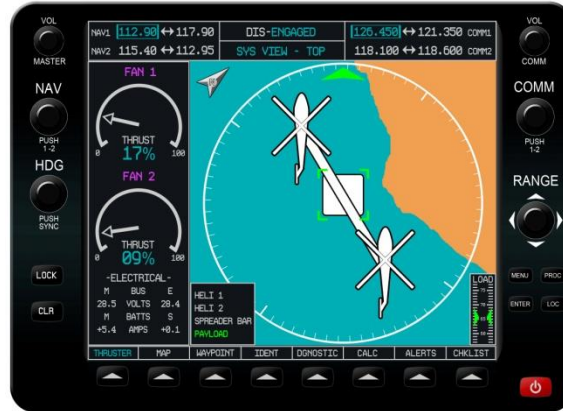 VOL
MASTER
NAV
PUSH
1-2
HDG
PUSH
SYNC
LOCK
CLR
NAV1 112.90 ↔ 117.90
NAV2 115.40 ↔ 112.95
DIS-ENGAGED
SYS VIEW - TOP
126.450 ↔ 121.350 COMM1
118.100 ↔ 118.600 COMM2
FAN 1
THRUST
0 17% 100
FAN 2
THRUST
0 09% 100
-ELECTRICAL-
M BUS E
28.5 VOLTS 28.4
M BATTS S
+5.4 AMPS +0.1
HELI 1
HELI 2
SPREADER BAR
PAYLOAD
LOAD
THRUSTER MAP WAYPOINT IDENT DGNOSTIC CALC ALERTS CHKLIST
VOL
COMM
COMM
PUSH
1-2
RANGE
MENU PROC
ENTER LOC